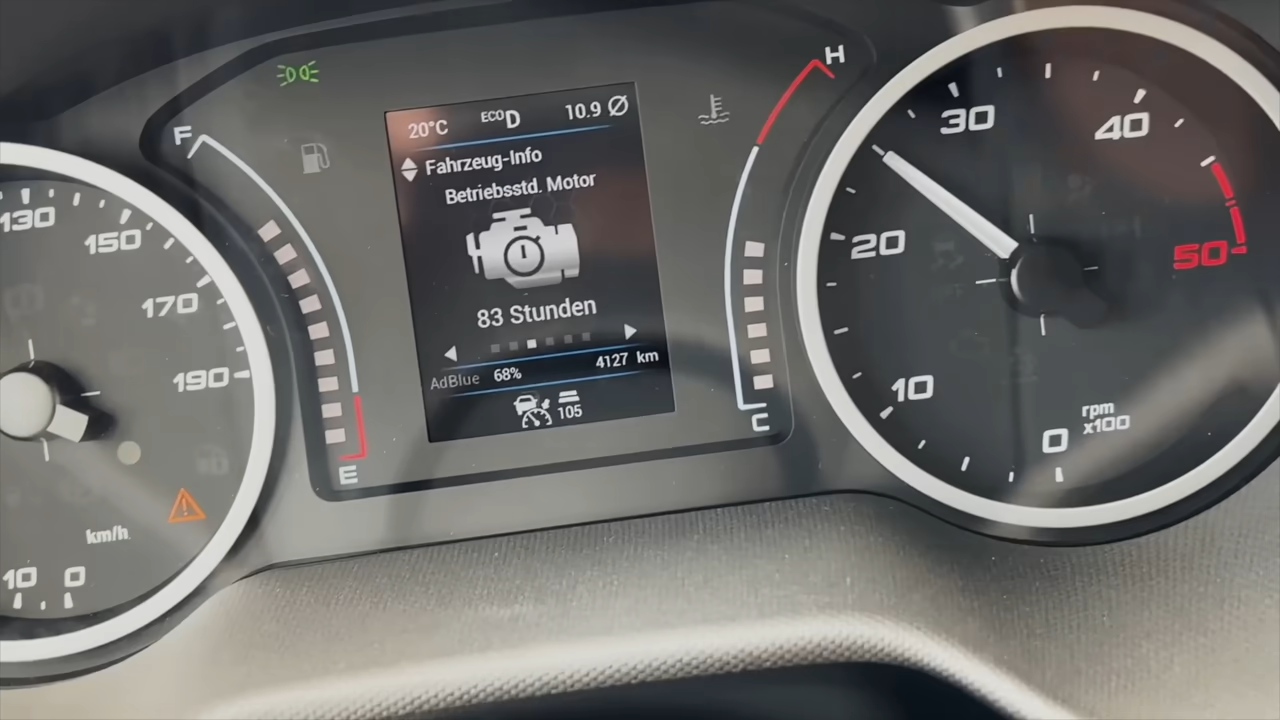 130
150
170
190
km/h
10
0
F
E
20°C
ECO D
10.9 Ø
Fahrzeug-Info
Betriebsstd. Motor
83 Stunden
4127 km
AdBlue 68%
105
H
C
0
10
20
30
40
50
rpm
x100